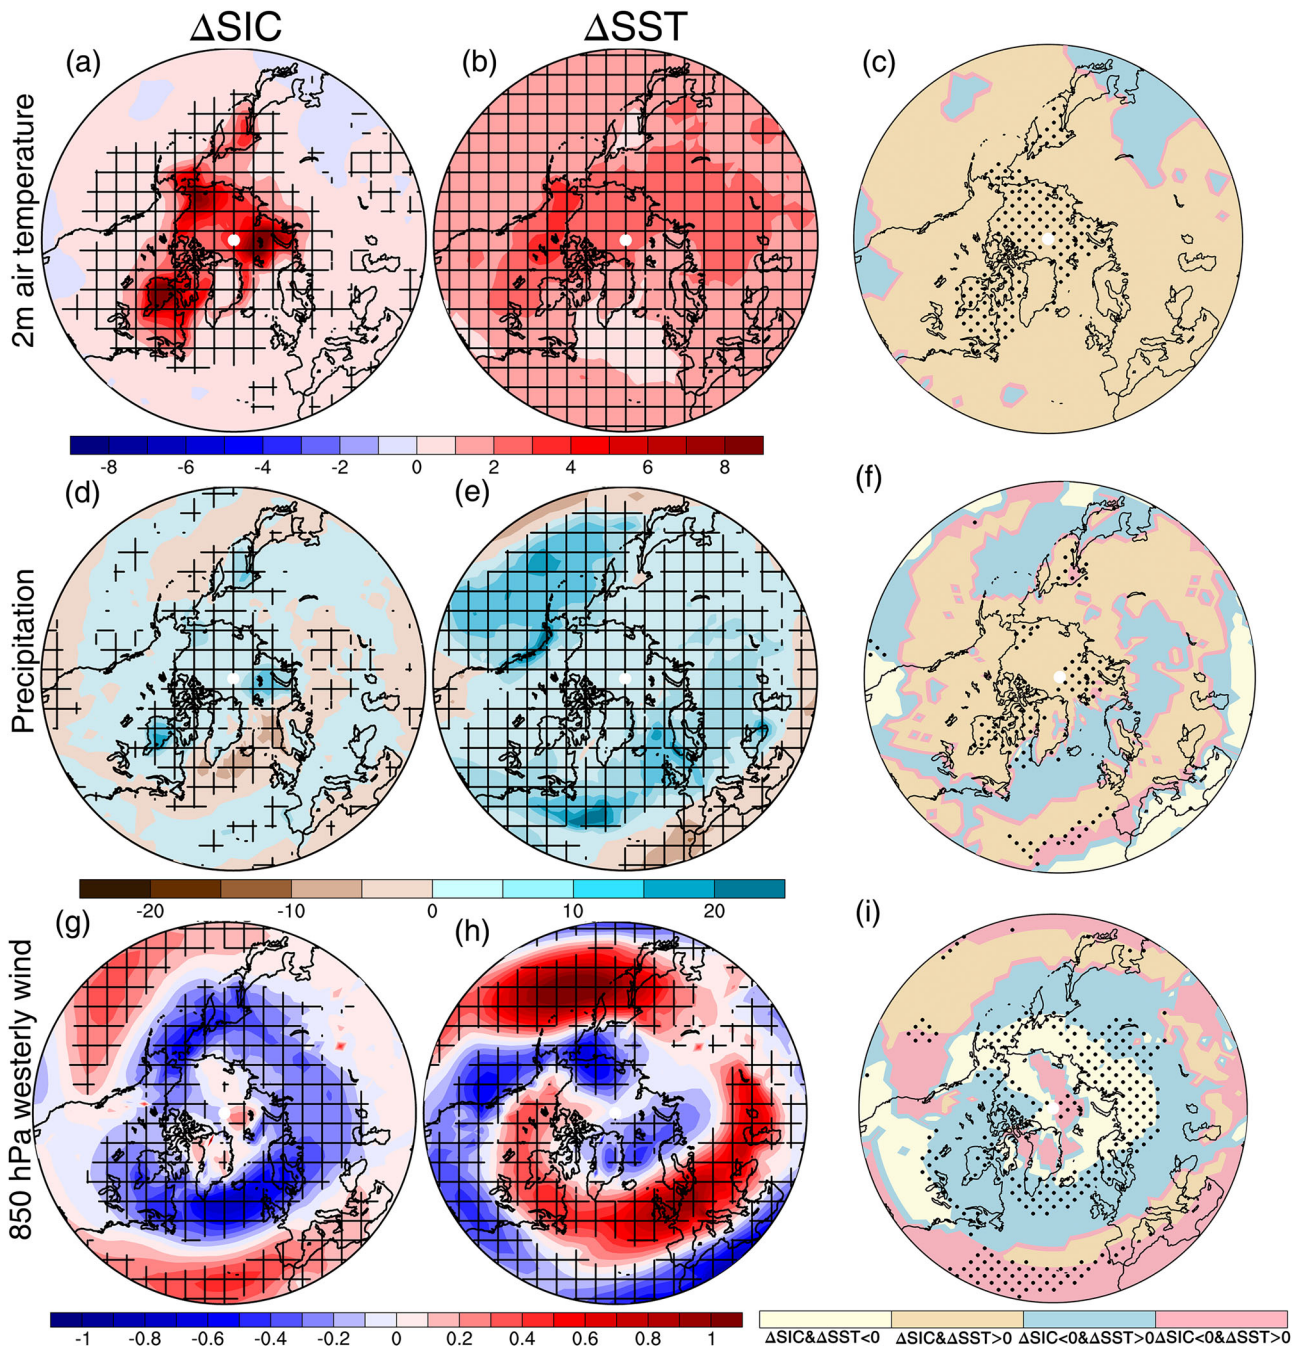 ΔSIC ΔSST
(a) (b) (c)
2m air temperature
-8 -6 -4 -2 0 2 4 6 8
(d) (e) (f)
Precipitation
-20 -10 0 10 20
(g) (h) (i)
850 hPa westerly wind
-1 -0.8 -0.6 -0.4 -0.2 0 0.2 0.4 0.6 0.8 1
ΔSIC&ΔSST<0 ΔSIC&ΔSST>0 ΔSIC<0&ΔSST>0 ΔSIC<0&ΔSST>0